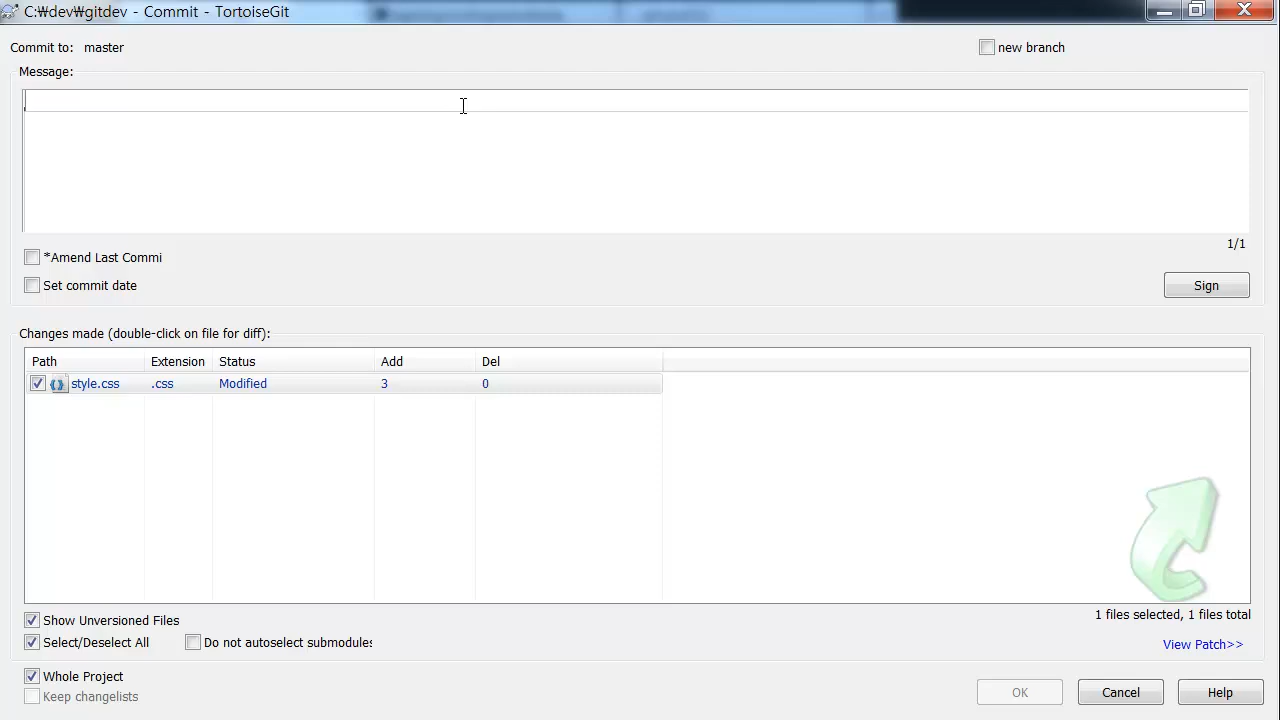 C:₩dev₩gitdev - Commit - TortoiseGit
Commit to: master
new branch
Message:
1/1
*Amend Last Commi
Set commit date
Sign
Changes made (double-click on file for diff):
Path Extension Status Add Del
style.css .css Modified 3 0
1 files selected, 1 files total
Show Unversioned Files
Select/Deselect All
Do not autoselect submodules
View Patch>>
Whole Project
Keep changelists
OK
Cancel
Help